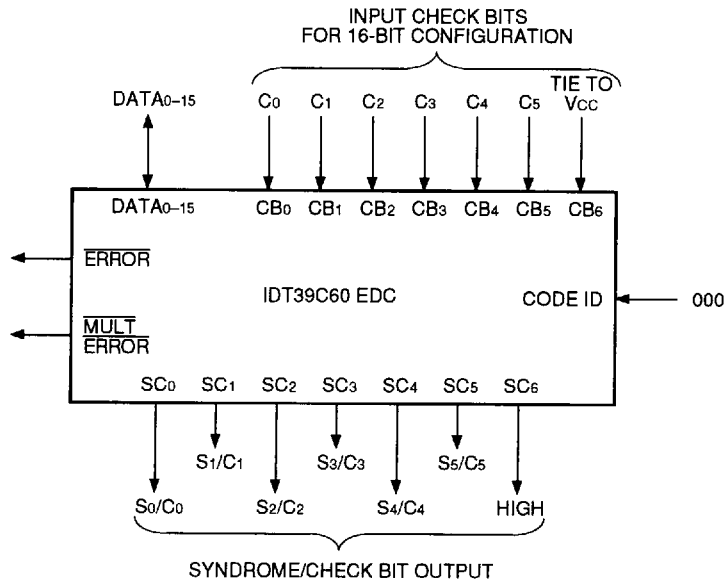 INPUT CHECK BITS
FOR 16-BIT CONFIGURATION
DATA0–15 C0 C1 C2 C3 C4 C5 TIE TO
VCC
DATA0–15 CB0 CB1 CB2 CB3 CB4 CB5 CB6
ERROR
IDT39C60 EDC CODE ID 000
MULT
ERROR
SC0 SC1 SC2 SC3 SC4 SC5 SC6
S1/C1 S3/C3 S5/C5
S0/C0 S2/C2 S4/C4 HIGH
SYNDROME/CHECK BIT OUTPUT